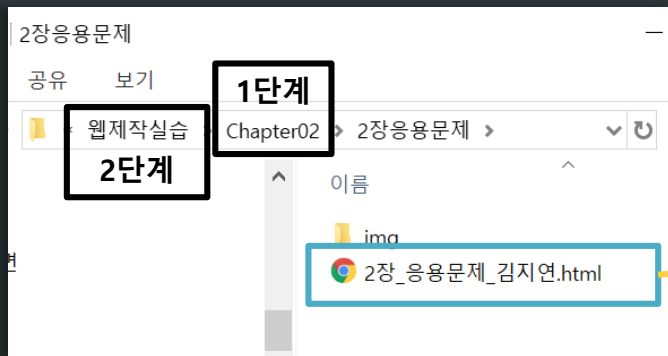 2장응용문제
공유 보기
1단계
웹제작실습 > Chapter02 > 2장응용문제 >
2단계
이름
img
2장_응용문제_김지연.html